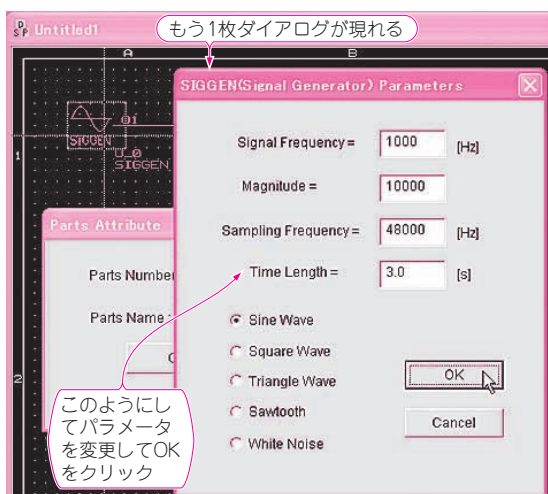 Untitled1
もう1枚ダイアログが現れる
A
B
SIGGEN(Signal Generator) Parameters
01
SIGGEN
U_0
SIGGEN
1
Signal Frequency =
1000
[Hz]
Magnitude =
10000
Sampling Frequency =
48000
[Hz]
Time Length =
3.0
[s]
Parts Attribute
Parts Number
Parts Name =
Sine Wave
Square Wave
Triangle Wave
Sawtooth
White Noise
OK
Cancel
2
このようにし
てパラメータ
を変更してOK
をクリック